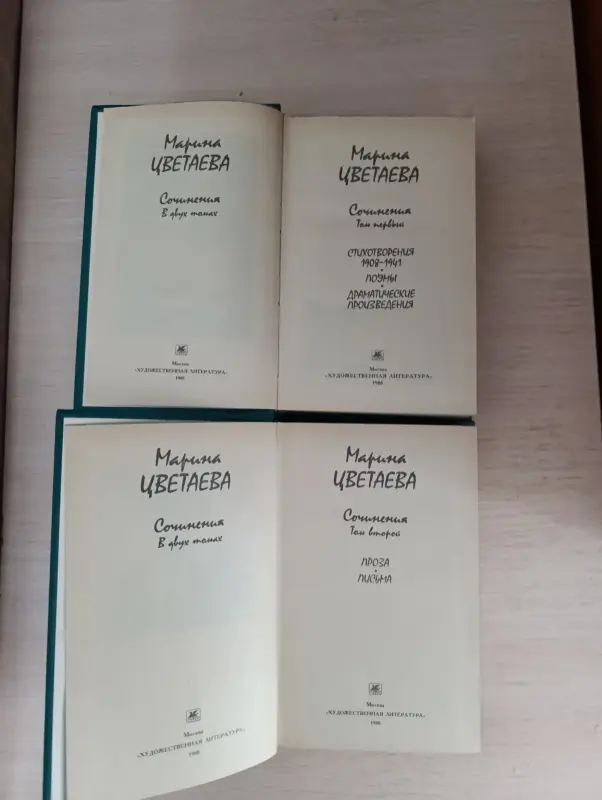 Марина
ЦВЕТАЕВА
Сочинения
В двух томах
Москва
«ХУДОЖЕСТВЕННАЯ ЛИТЕРАТУРА»
1988
Марина
ЦВЕТАЕВА
Сочинения
Том первый
СТИХОТВОРЕНИЯ
1908–1941
•
ПОЭМЫ
•
ДРАМАТИЧЕСКИЕ
ПРОИЗВЕДЕНИЯ
Москва
«ХУДОЖЕСТВЕННАЯ ЛИТЕРАТУРА»
1988
Марина
ЦВЕТАЕВА
Сочинения
В двух томах
Москва
«ХУДОЖЕСТВЕННАЯ ЛИТЕРАТУРА»
1988
Марина
ЦВЕТАЕВА
Сочинения
Том второй
ПРОЗА
•
ПИСЬМА
Москва
«ХУДОЖЕСТВЕННАЯ ЛИТЕРАТУРА»
1988